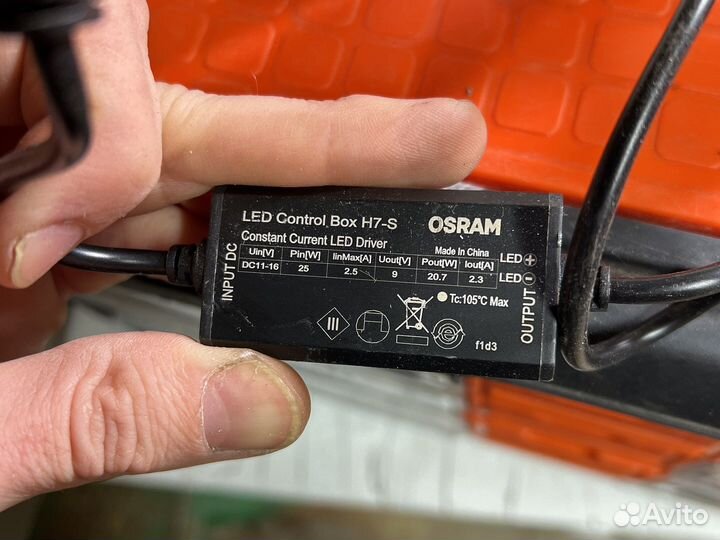 LED Control Box H7-S OSRAM
Constant Current LED Driver Made In China
Uin[V] Pin[W] IinMax[A] Uout[V] Pout[W] Iout[A]
DC11-16 25 2.5 9 20.7 2.3
INPUT DC
LED +
LED -
OUTPUT
Tc:105°C Max
III
f1d3
Avito